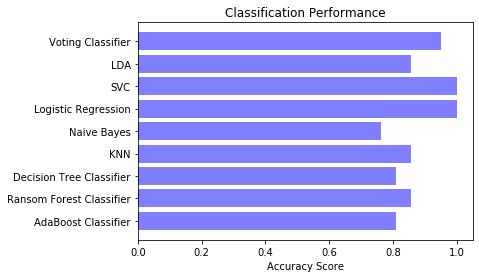 Classification Performance
Voting Classifier
LDA
SVC
Logistic Regression
Naive Bayes
KNN
Decision Tree Classifier
Ransom Forest Classifier
AdaBoost Classifier
0.0 0.2 0.4 0.6 0.8 1.0
Accuracy Score